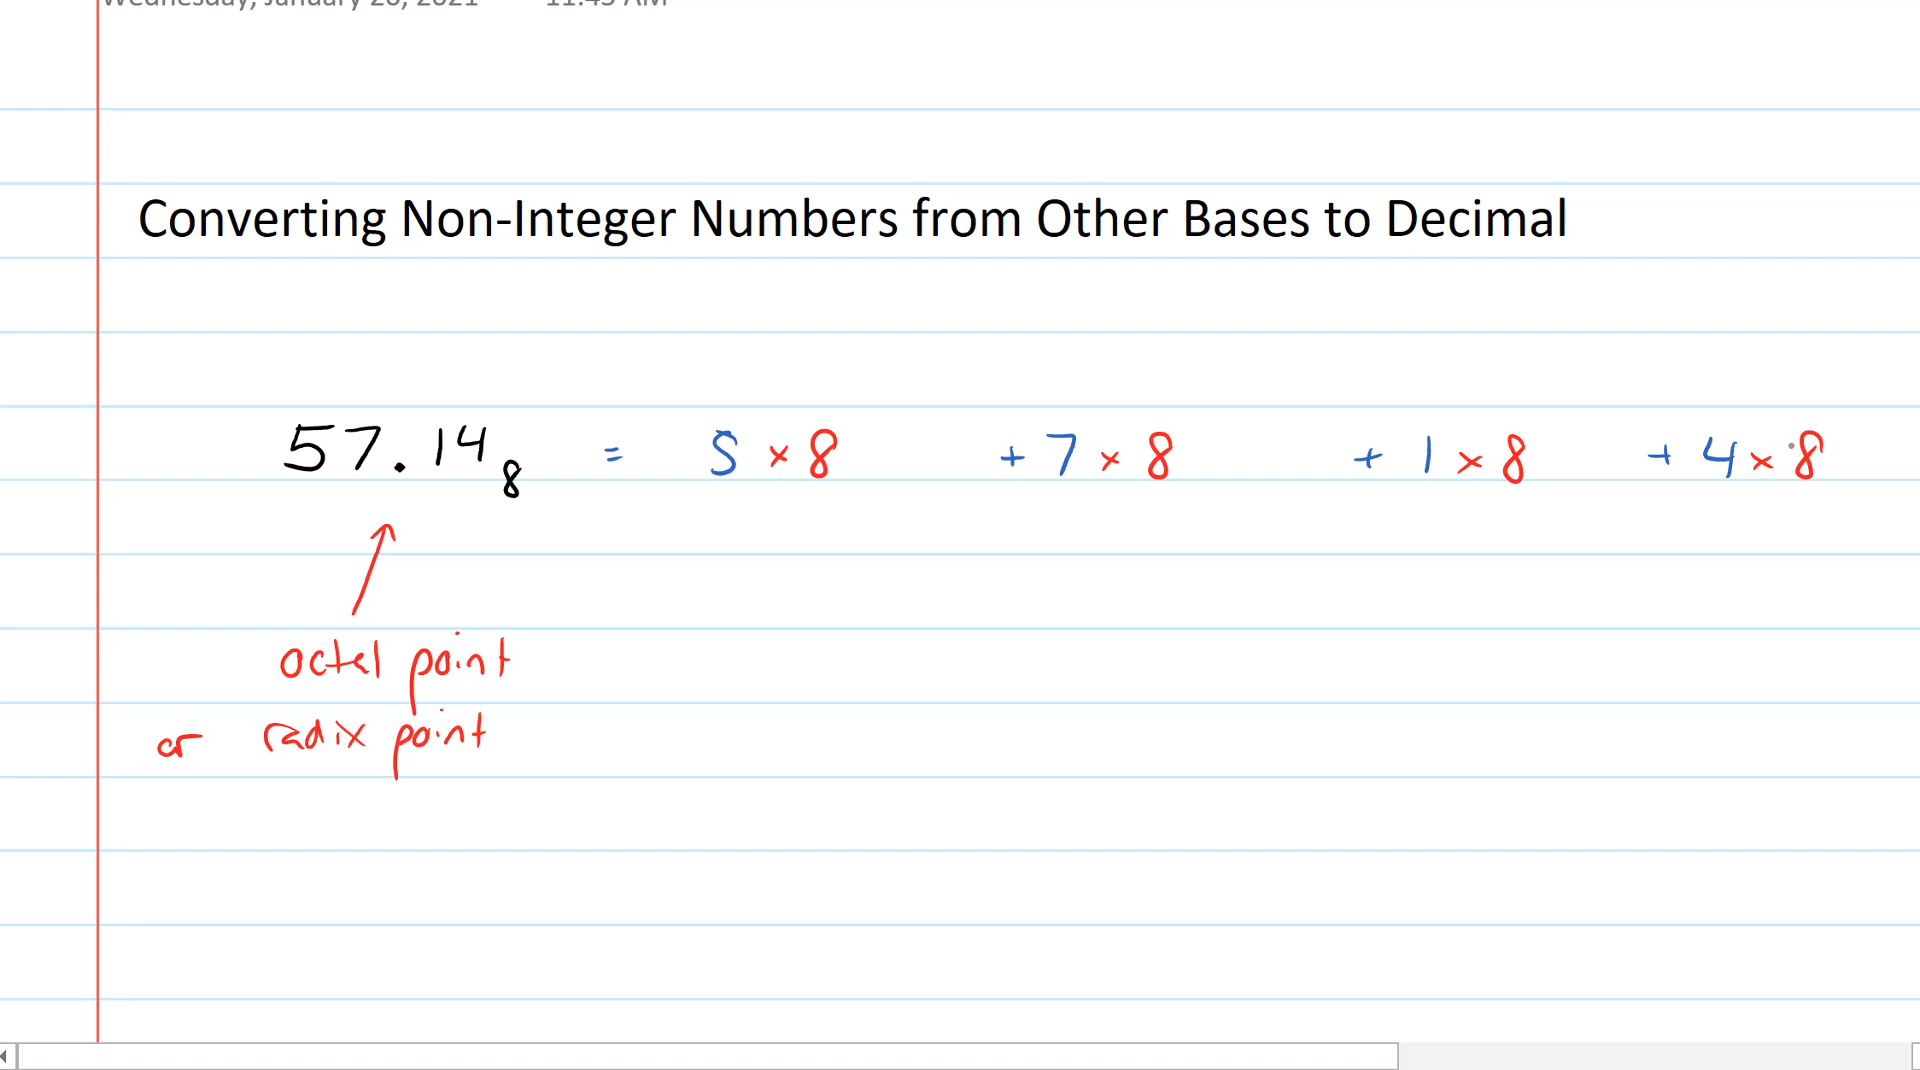 Converting Non-Integer Numbers from Other Bases to Decimal
57.14₈ = 5 × 8 + 7 × 8 + 1 × 8 + 4 × 8
octal point
or radix point